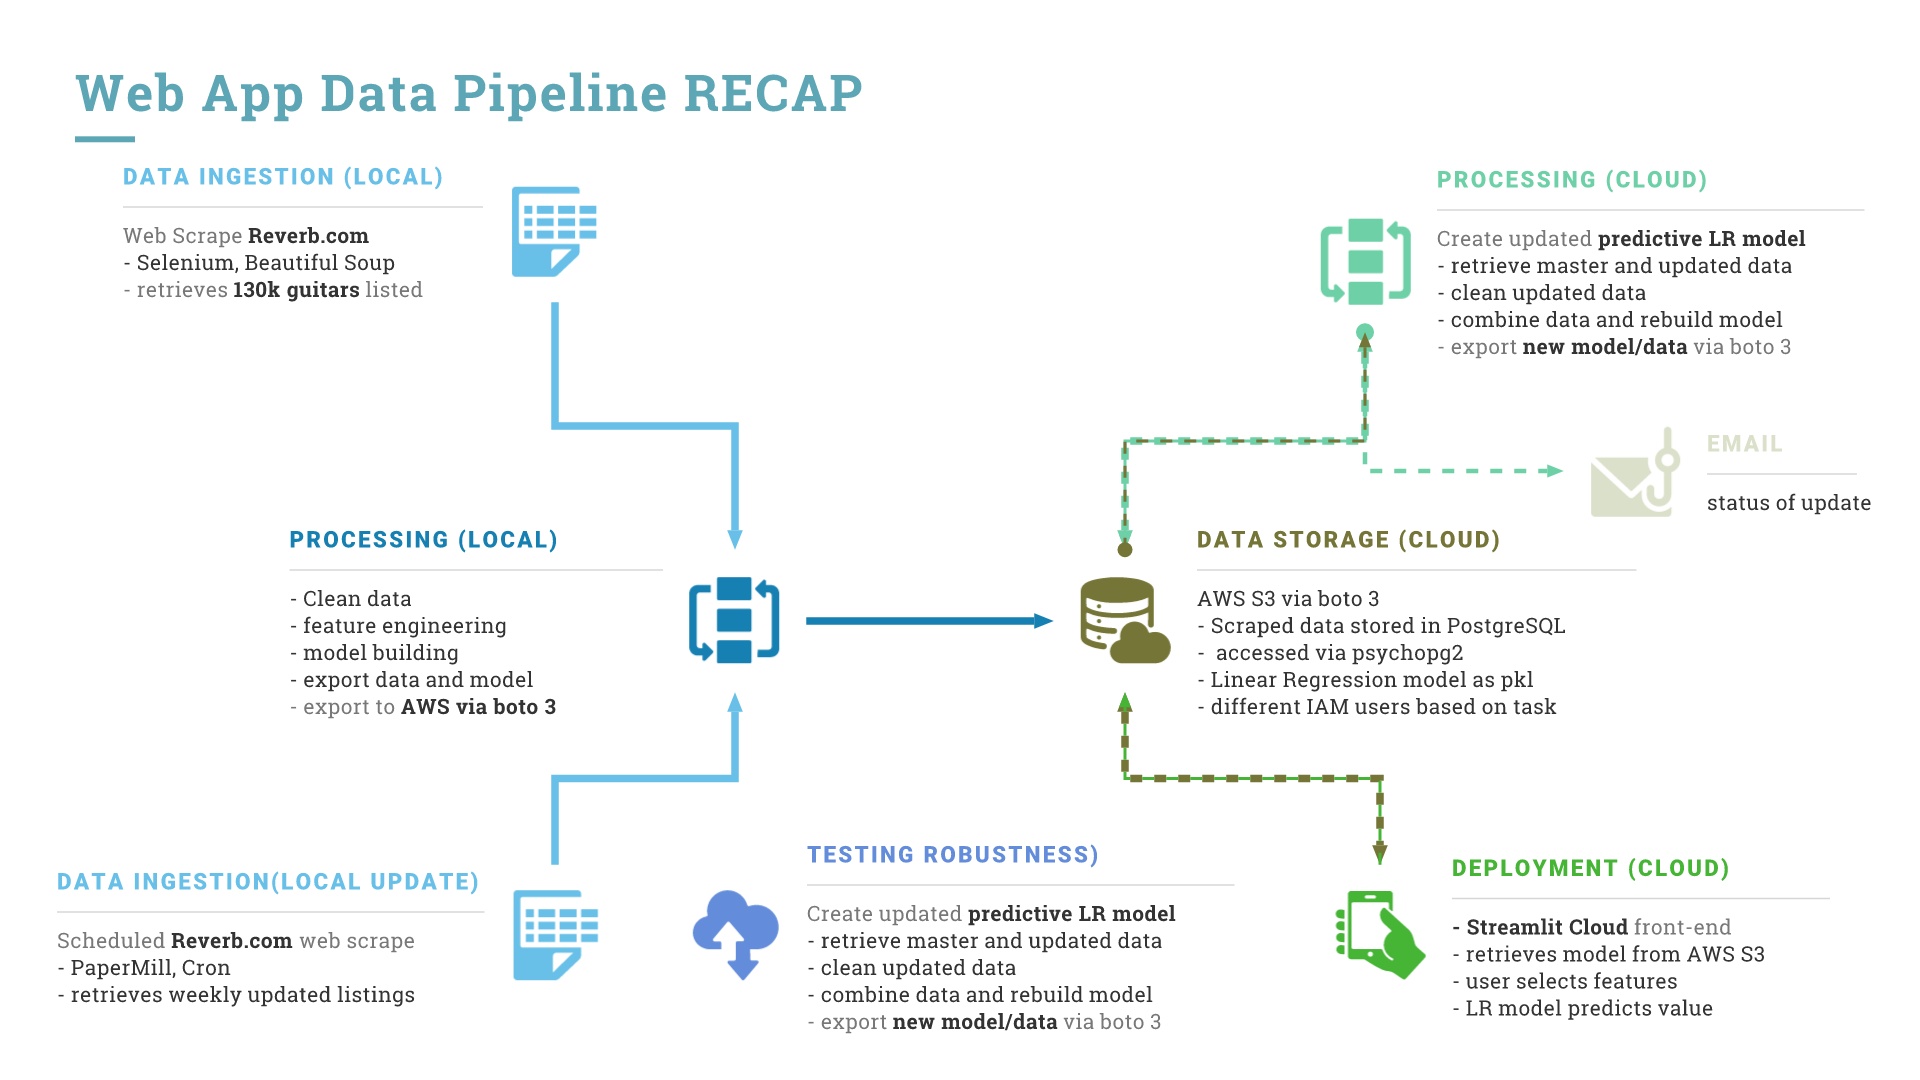 Web App Data Pipeline RECAP
DATA INGESTION (LOCAL)
Web Scrape Reverb.com
- Selenium, Beautiful Soup
- retrieves 130k guitars listed
PROCESSING (CLOUD)
Create updated predictive LR model
- retrieve master and updated data
- clean updated data
- combine data and rebuild model
- export new model/data via boto 3
EMAIL
status of update
PROCESSING (LOCAL)
- Clean data
- feature engineering
- model building
- export data and model
- export to AWS via boto 3
DATA STORAGE (CLOUD)
AWS S3 via boto 3
- Scraped data stored in PostgreSQL
-  accessed via psychopg2
- Linear Regression model as pkl
- different IAM users based on task
DATA INGESTION(LOCAL UPDATE)
Scheduled Reverb.com web scrape
- PaperMill, Cron
- retrieves weekly updated listings
TESTING ROBUSTNESS)
Create updated predictive LR model
- retrieve master and updated data
- clean updated data
- combine data and rebuild model
- export new model/data via boto 3
DEPLOYMENT (CLOUD)
- Streamlit Cloud front-end
- retrieves model from AWS S3
- user selects features
- LR model predicts value